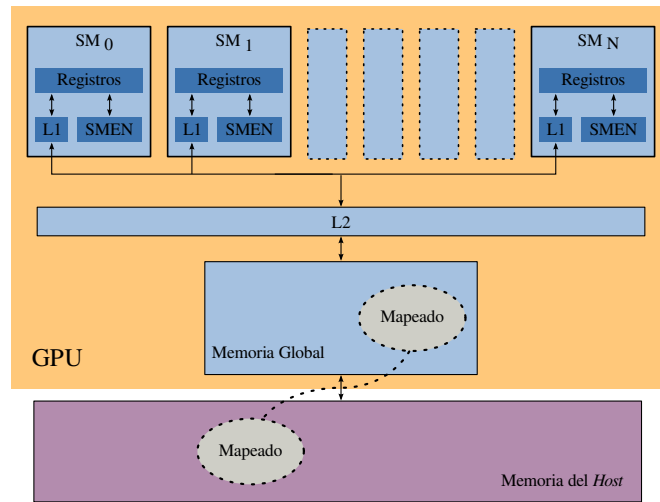 SM 0
SM 1
SM N
Registros
Registros
Registros
L1
SMEN
L1
SMEN
L1
SMEN
L2
Mapeado
Memoria Global
GPU
Mapeado
Memoria del Host